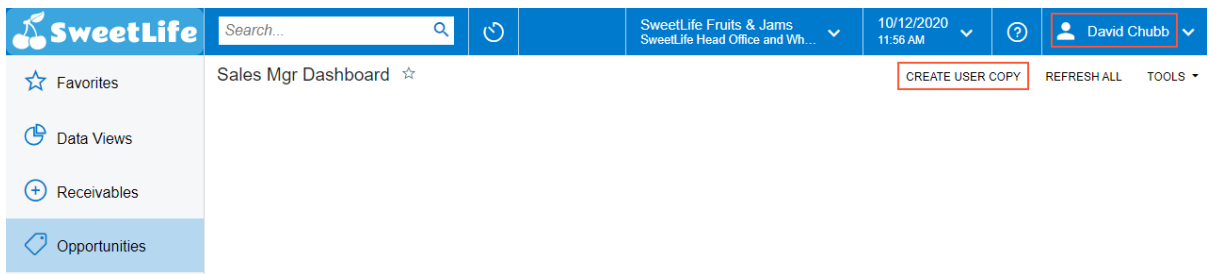 SweetLife
Search...
SweetLife Fruits & Jams
SweetLife Head Office and Wh...
10/12/2020
11:56 AM
David Chubb
Favorites
Sales Mgr Dashboard
CREATE USER COPY
REFRESH ALL
TOOLS
Data Views
Receivables
Opportunities